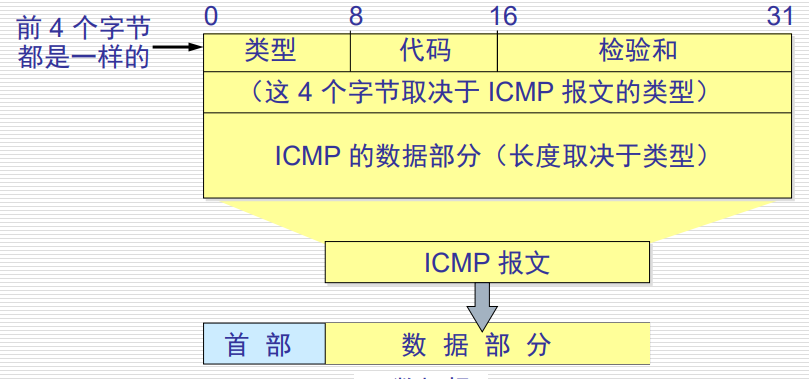 0 8 16 31
前 4 个字节
都是一样的
类型 代码 检验和
（这 4 个字节取决于 ICMP 报文的类型）
ICMP 的数据部分（长度取决于类型）
ICMP 报文
首 部 数 据 部 分